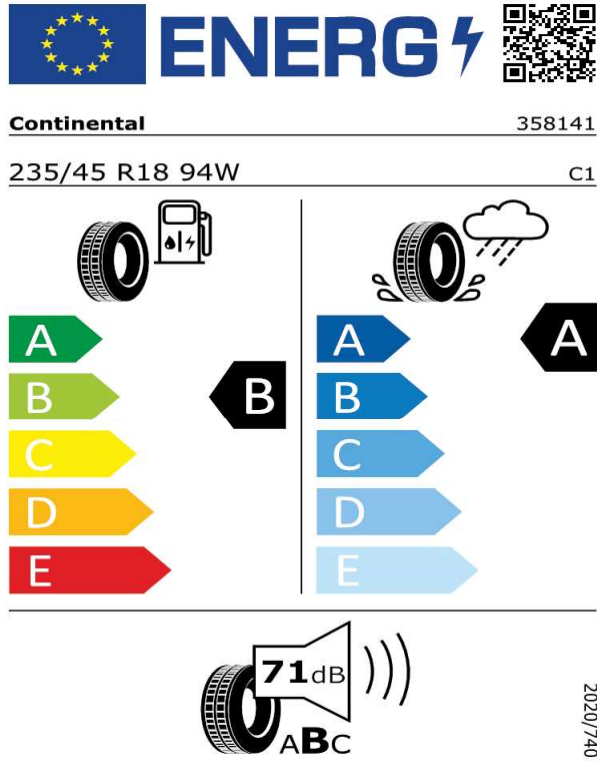 ENERG
Continental 358141
235/45 R18 94W C1
A A A
B B B
C C
D D
E E
71dB
ABC
2020/740